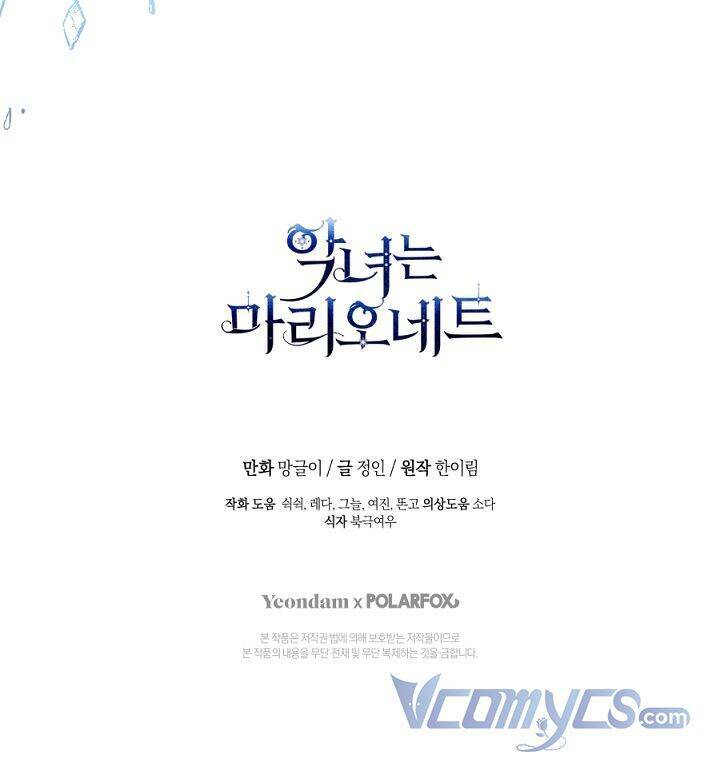 악녀는
마리오네트
만화 망글이 / 글 정인 / 원작 한이림
작화 도움 쉭쉭, 레다, 그늘, 여진, 똔고 의상도움 소다
식자 북극여우
Yeondam x POLARFOX
본 작품은 저작권 법에 의해 보호받는 저작물이므로
본 작품의 내용을 무단 전재 및 무단 복제하는 것을 금합니다.
Vcomycs.com